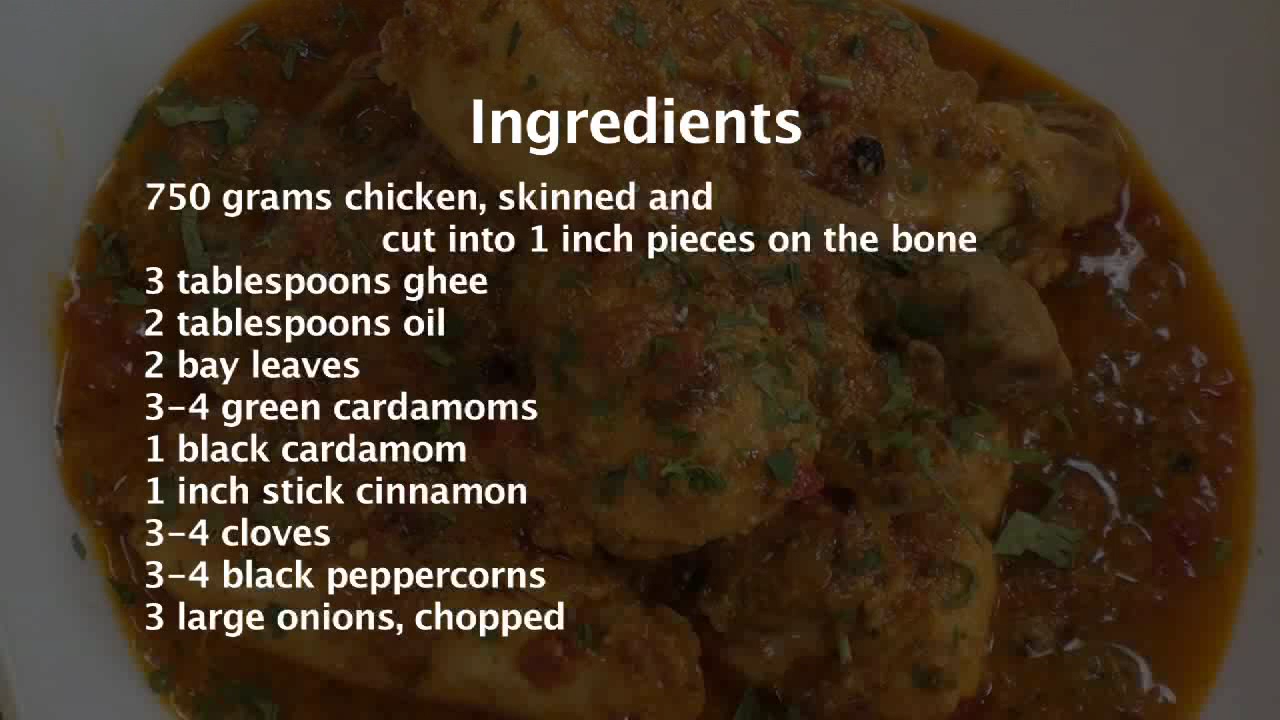 Ingredients
750 grams chicken, skinned and
cut into 1 inch pieces on the bone
3 tablespoons ghee
2 tablespoons oil
2 bay leaves
3-4 green cardamoms
1 black cardamom
1 inch stick cinnamon
3-4 cloves
3-4 black peppercorns
3 large onions, chopped